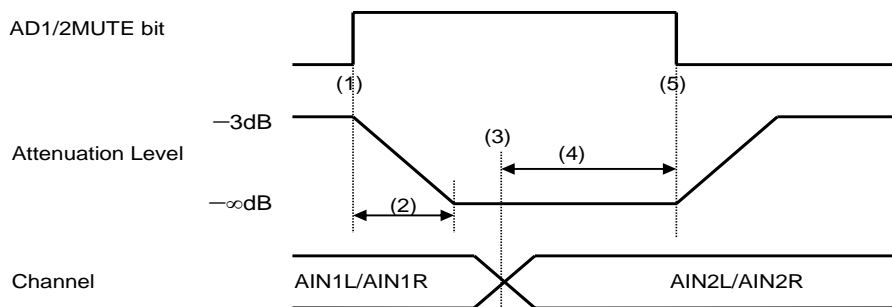 AD1/2MUTE bit
(1)
(5)
−3dB
(3)
Attenuation Level
(4)
−∞dB
(2)
Channel
AIN1L/AIN1R
AIN2L/AIN2R